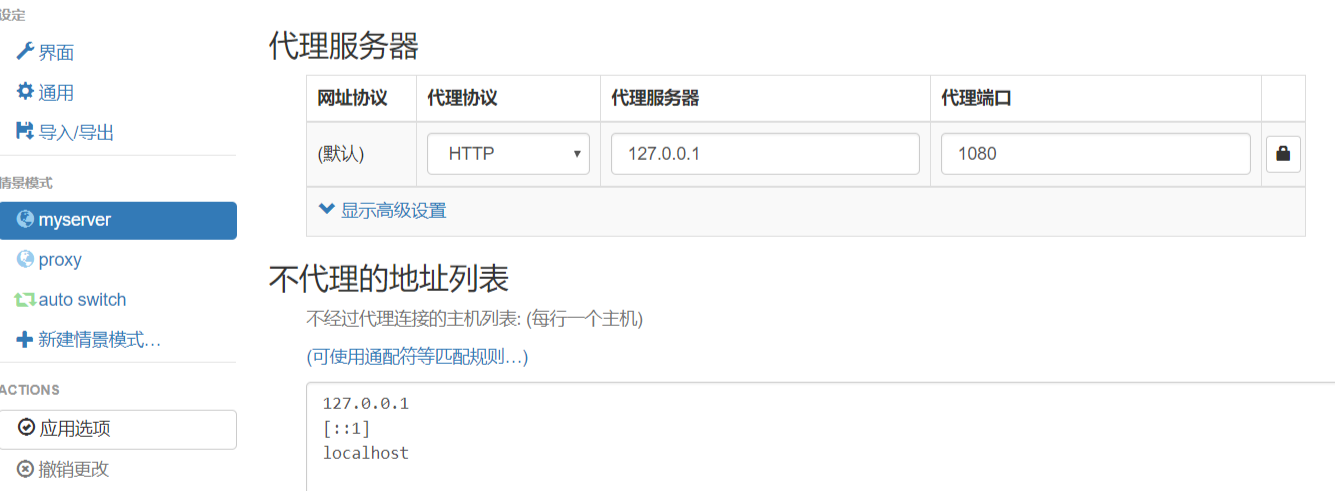 设定
界面
通用
导入/导出
情景模式
myserver
proxy
auto switch
新建情景模式…
ACTIONS
应用选项
撤销更改
代理服务器
网址协议 代理协议 代理服务器 代理端口
(默认) HTTP 127.0.0.1 1080
显示高级设置
不代理的地址列表
不经过代理连接的主机列表: (每行一个主机)
(可使用通配符等匹配规则…)
127.0.0.1
[::1]
localhost